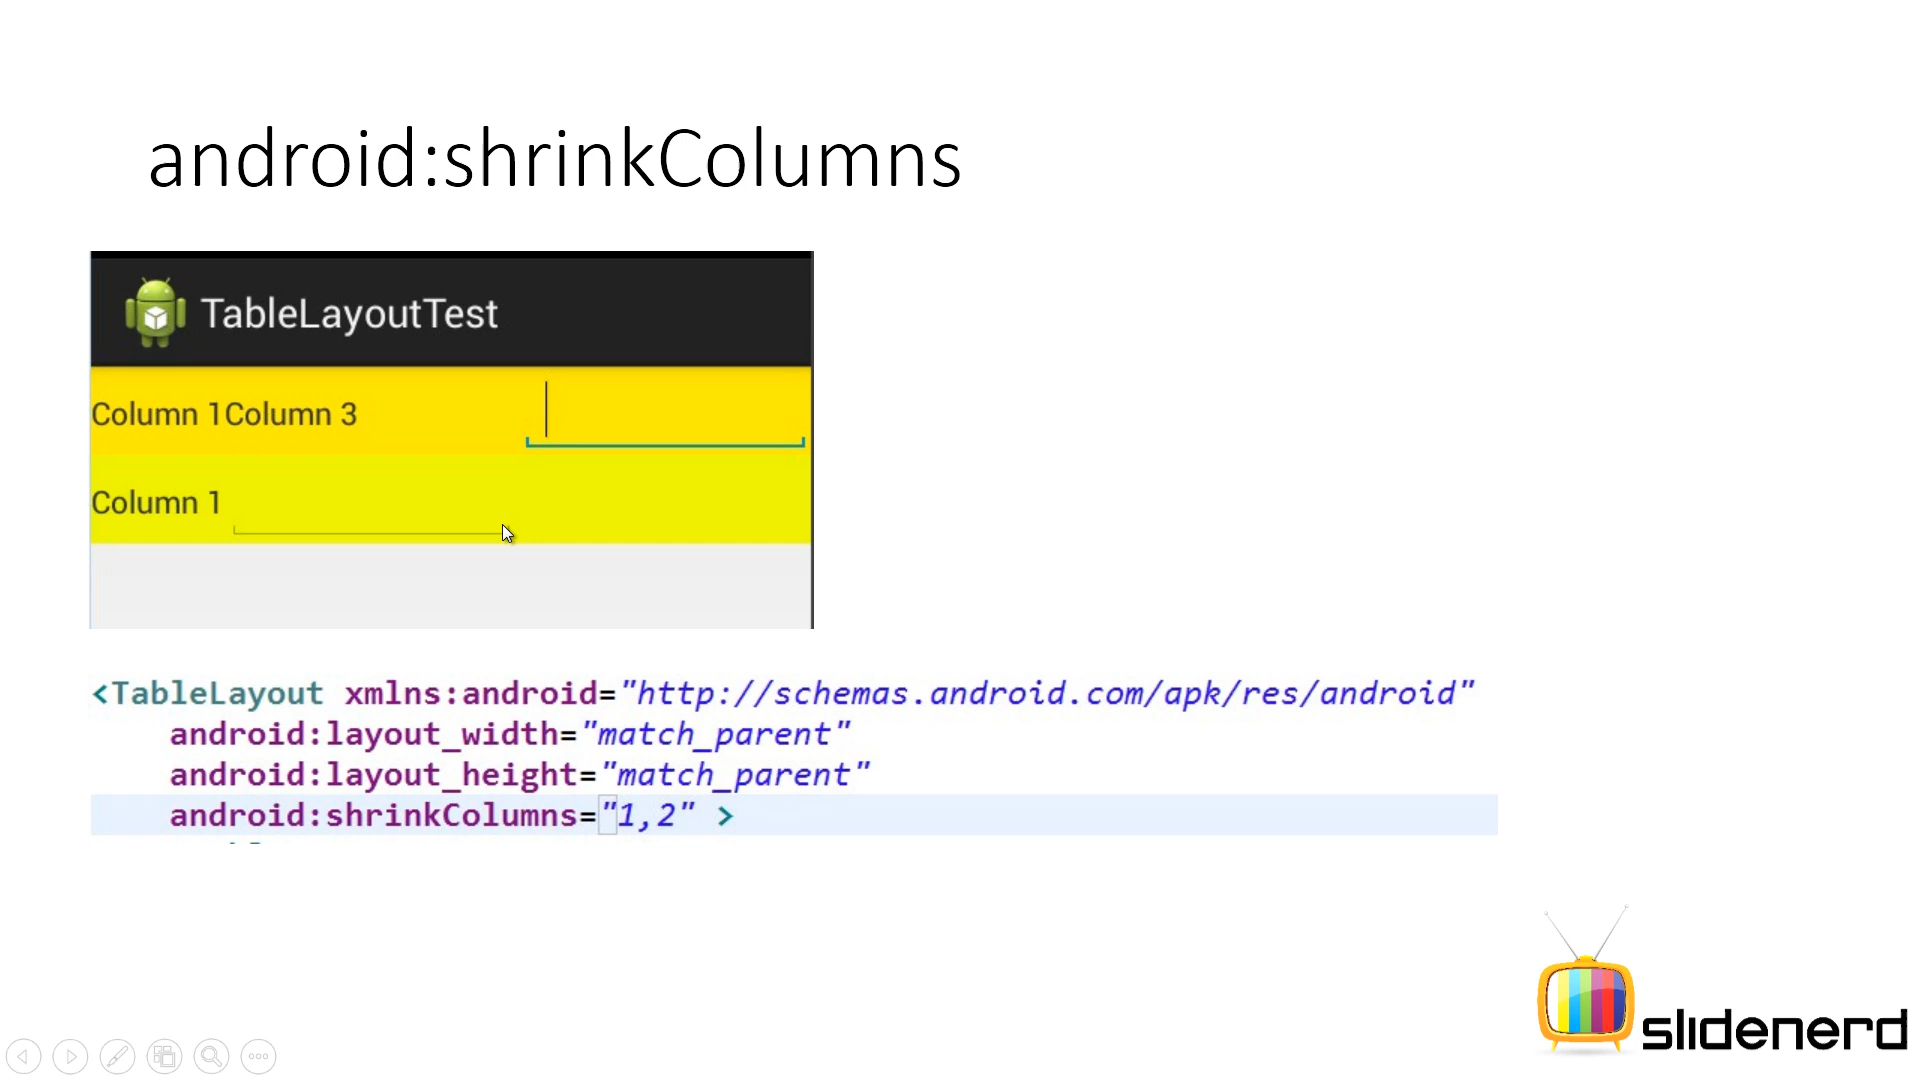 android:shrinkColumns
TableLayoutTest
Column 1Column 3
Column 1
<TableLayout xmlns:android="http://schemas.android.com/apk/res/android"
android:layout_width="match_parent"
android:layout_height="match_parent"
android:shrinkColumns="1,2" >
slidenerd